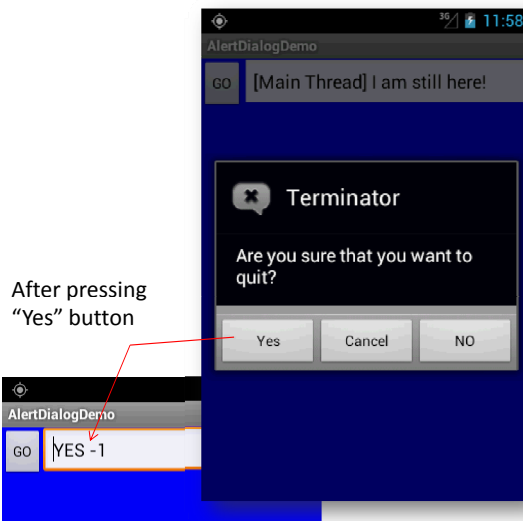 3G 11:58
AlertDialogDemo
GO [Main Thread] I am still here!
Terminator
Are you sure that you want to
quit?
Yes Cancel NO
After pressing
“Yes” button
AlertDialogDemo
GO YES -1